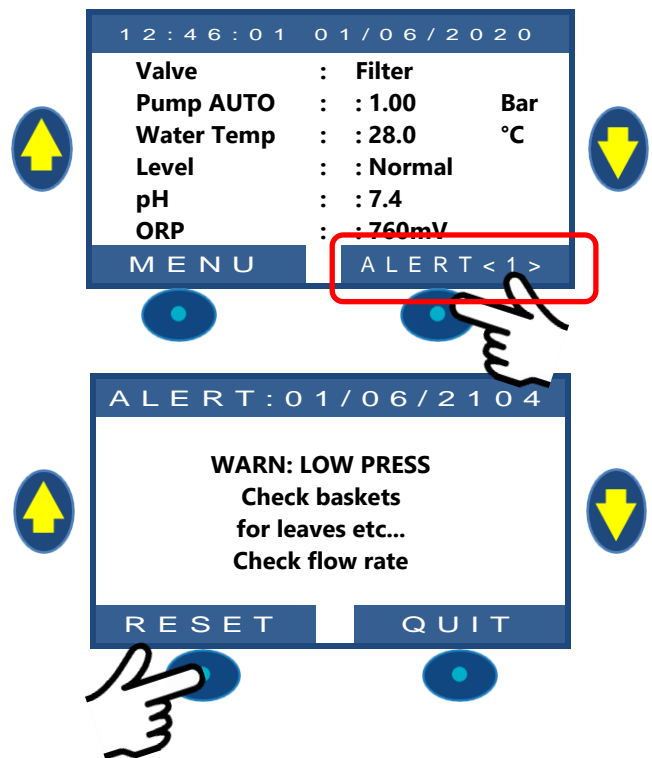 12:46:01 01/06/2020
Valve : Filter
Pump AUTO : : 1.00 Bar
Water Temp : : 28.0 °C
Level : : Normal
pH : : 7.4
ORP : : 760mV
MENU ALERT<1>
ALERT:01/06/2104
WARN: LOW PRESS
Check baskets
for leaves etc...
Check flow rate
RESET QUIT